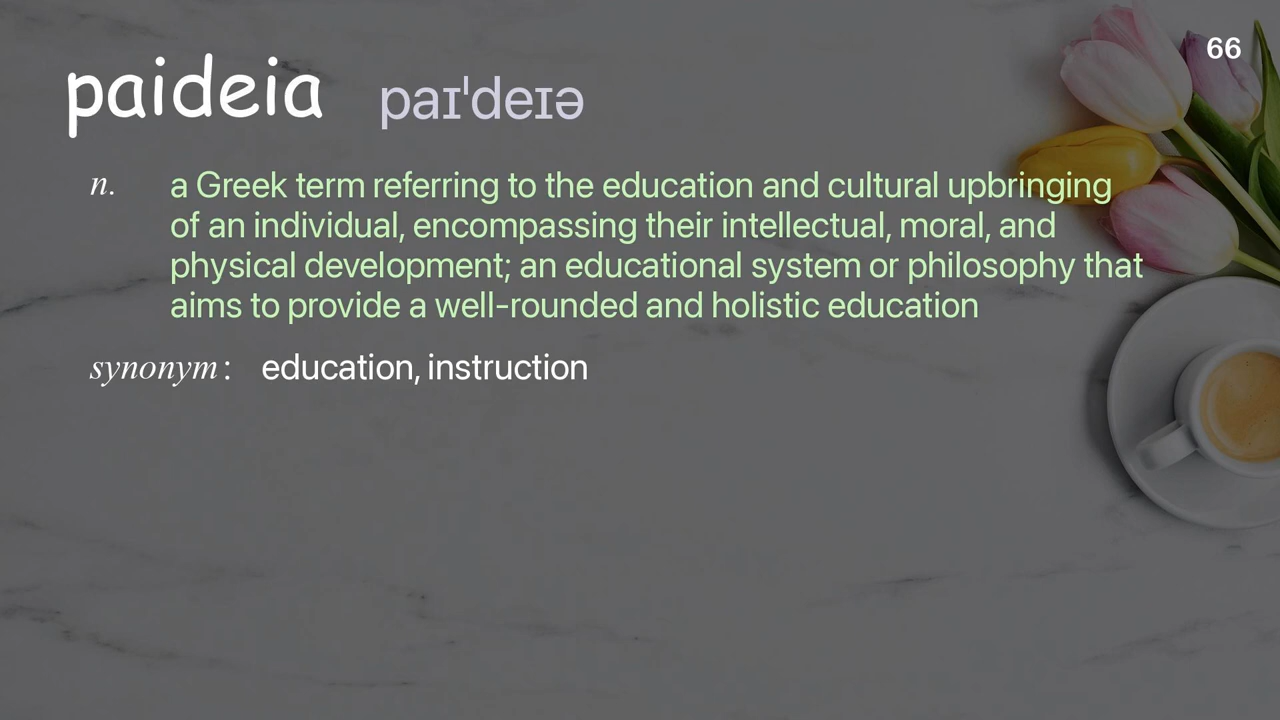 66
paideia paɪˈdeɪə
n. a Greek term referring to the education and cultural upbringing
of an individual, encompassing their intellectual, moral, and
physical development; an educational system or philosophy that
aims to provide a well-rounded and holistic education
synonym: education, instruction